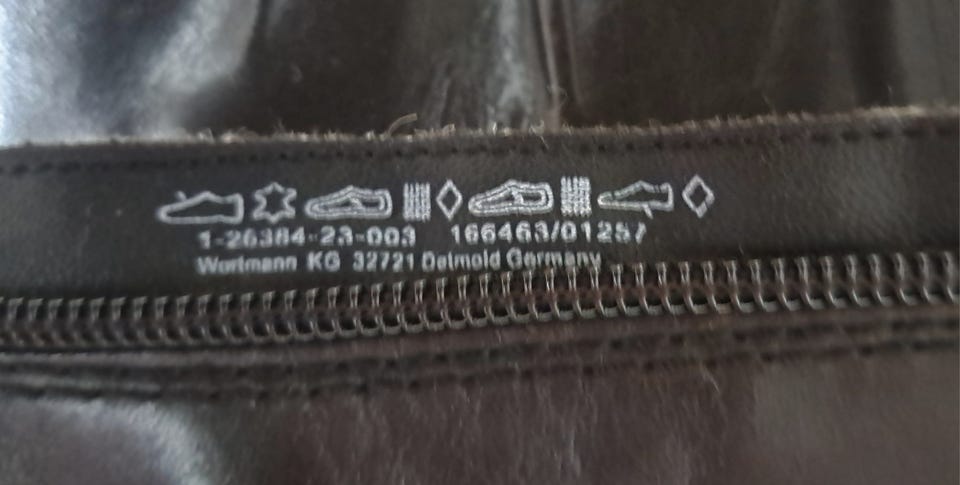 1-26384-23-003 166463/01257
Wortmann KG 32721 Detmold Germany